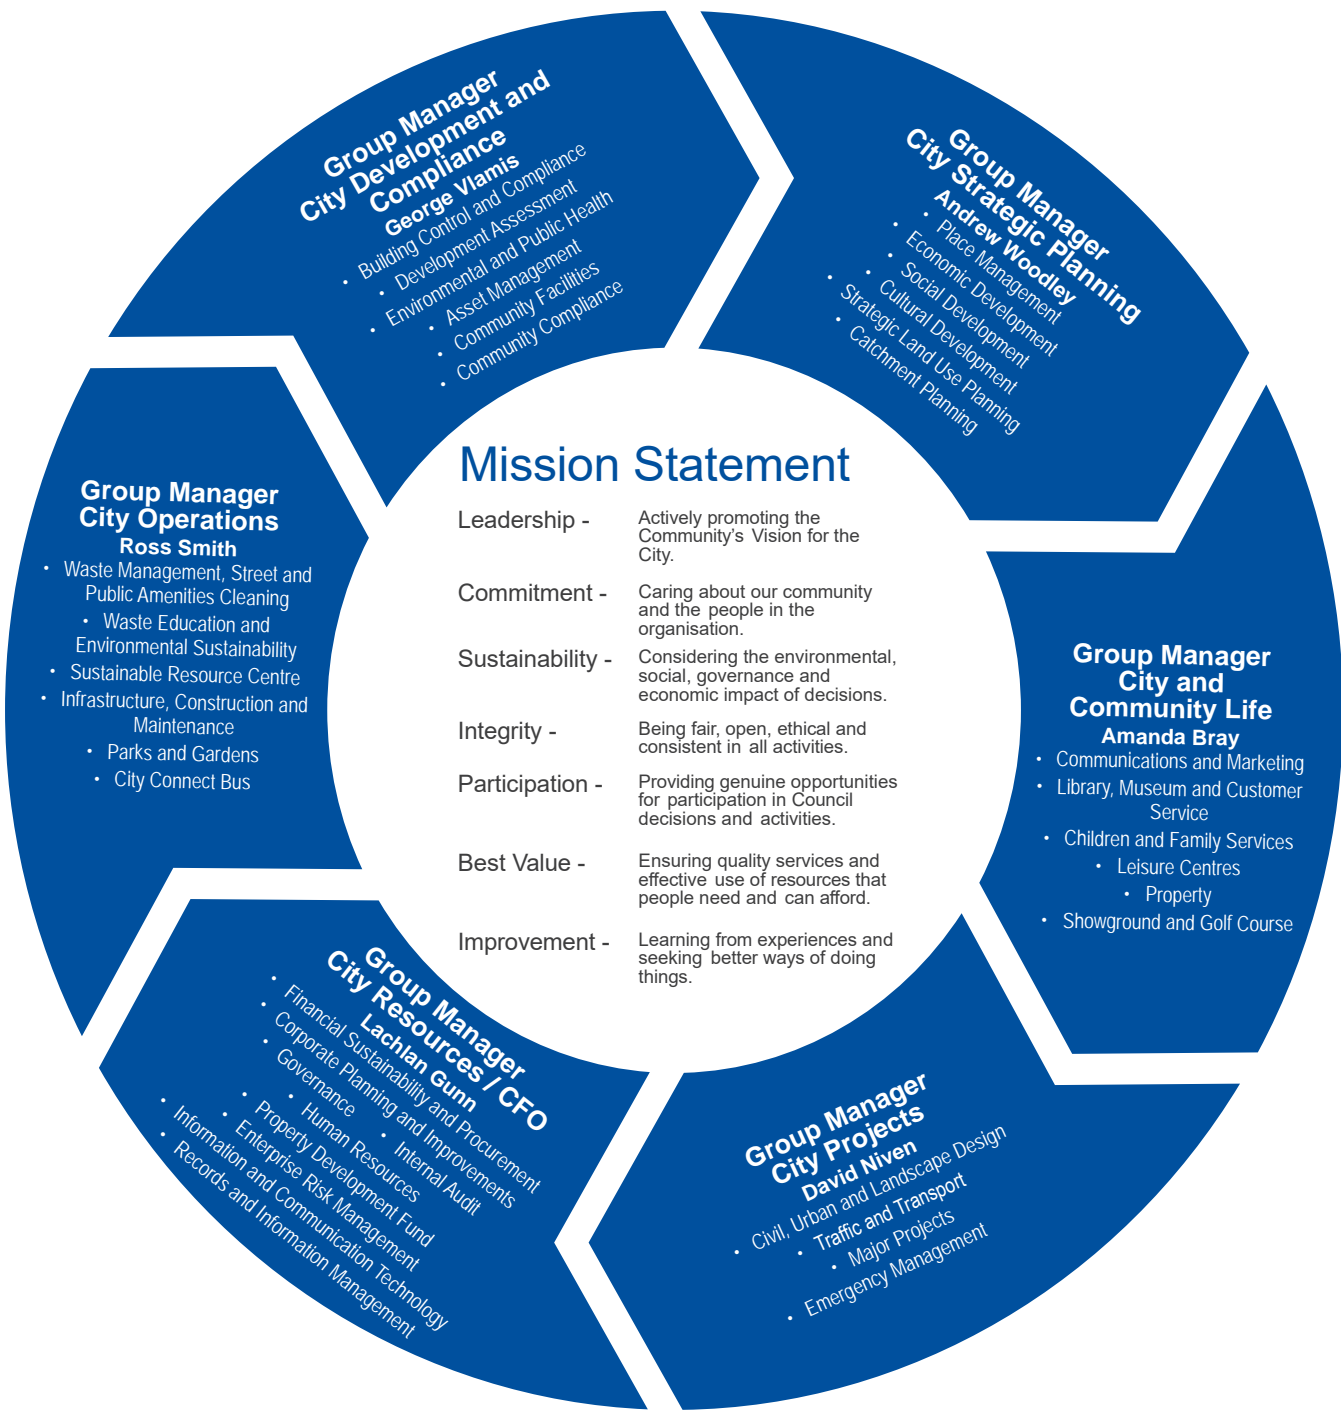 Group Manager
City Development and
Compliance
George Vlamis
• Building Control and Compliance
• Development Assessment
• Environmental and Public Health
• Asset Management
• Community Facilities
• Community Compliance
Group Manager
City Strategic Planning
Andrew Woodley
• Place Management
• Economic Development
• Social Development
• Cultural Development
• Strategic Land Use Planning
• Catchment Planning
Group Manager
City Operations
Ross Smith
• Waste Management, Street and
Public Amenities Cleaning
• Waste Education and
Environmental Sustainability
• Sustainable Resource Centre
• Infrastructure, Construction and
Maintenance
• Parks and Gardens
• City Connect Bus
Mission Statement
Leadership - Actively promoting the
Community’s Vision for the
City.
Commitment - Caring about our community
and the people in the
organisation.
Sustainability - Considering the environmental,
social, governance and
economic impact of decisions.
Integrity - Being fair, open, ethical and
consistent in all activities.
Participation - Providing genuine opportunities
for participation in Council
decisions and activities.
Best Value - Ensuring quality services and
effective use of resources that
people need and can afford.
Improvement - Learning from experiences and
seeking better ways of doing
things.
Group Manager
City and
Community Life
Amanda Bray
• Communications and Marketing
• Library, Museum and Customer
Service
• Children and Family Services
• Leisure Centres
• Property
• Showground and Golf Course
Group Manager
City Resources / CFO
Lachlan Gunn
• Financial Sustainability and Procurement
• Corporate Planning and Improvements
• Governance • Internal Audit
• Human Resources
• Property Development Fund
• Enterprise Risk Management
• Information and Communication Technology
• Records and Information Management
Group Manager
City Projects
David Niven
• Civil, Urban and Landscape Design
• Traffic and Transport
• Major Projects
• Emergency Management